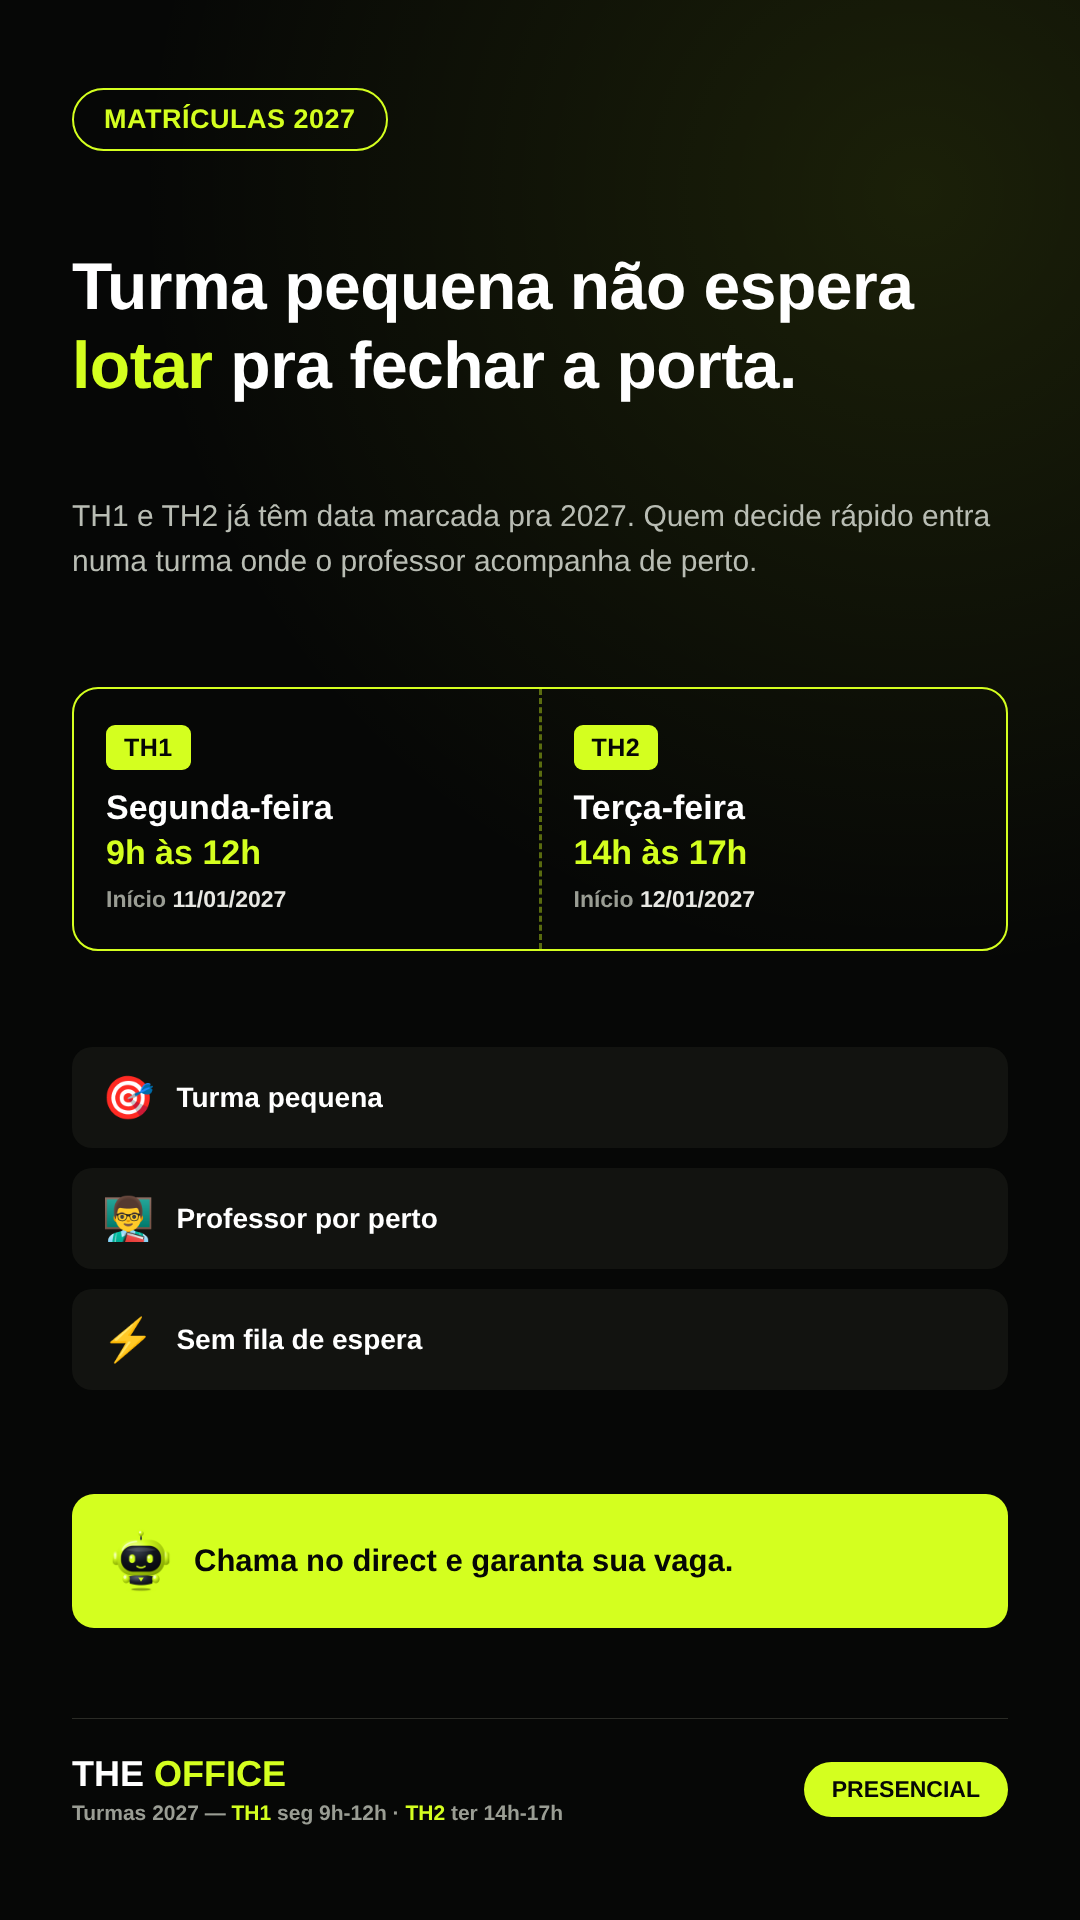 MATRÍCULAS 2027
Turma pequena não espera
lotar pra fechar a porta.
TH1 e TH2 já têm data marcada pra 2027. Quem decide rápido entra
numa turma onde o professor acompanha de perto.
TH1
Segunda-feira
9h às 12h
Início 11/01/2027
TH2
Terça-feira
14h às 17h
Início 12/01/2027
Turma pequena
Professor por perto
Sem fila de espera
Chama no direct e garanta sua vaga.
THE OFFICE
Turmas 2027 — TH1 seg 9h-12h · TH2 ter 14h-17h
PRESENCIAL